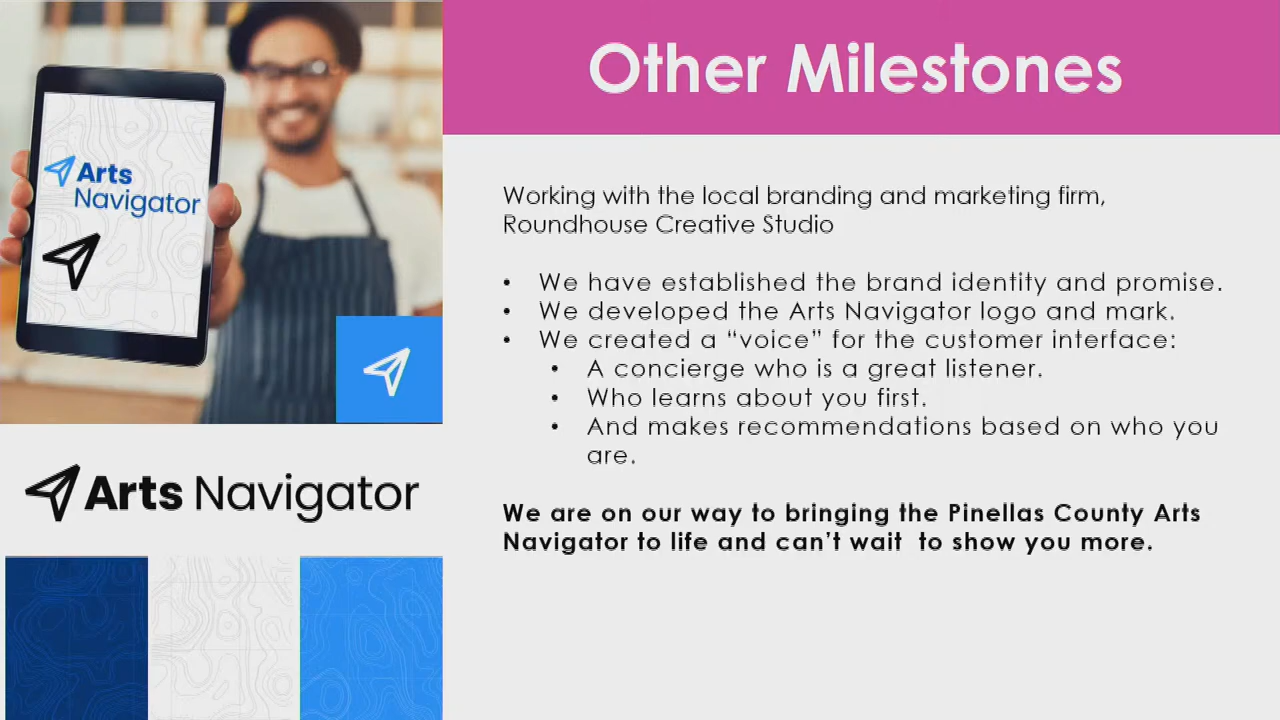 Other Milestones
Arts
Navigator
Working with the local branding and marketing firm,
Roundhouse Creative Studio
• We have established the brand identity and promise.
• We developed the Arts Navigator logo and mark.
• We created a “voice” for the customer interface:
• A concierge who is a great listener.
• Who learns about you first.
• And makes recommendations based on who you
are.
We are on our way to bringing the Pinellas County Arts
Navigator to life and can’t wait  to show you more.
Arts Navigator